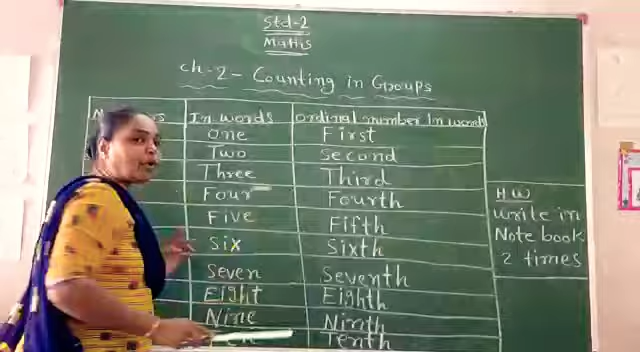 Std-2
Maths
Ch-2 - Counting in Groups
In words Ordinal number in words
One First
Two Second
Three Third
Four Fourth
Five Fifth
Six Sixth
Seven Seventh
Eight Eighth
Nine Ninth
Ten Tenth
H.W
Write in
Note book
2 times